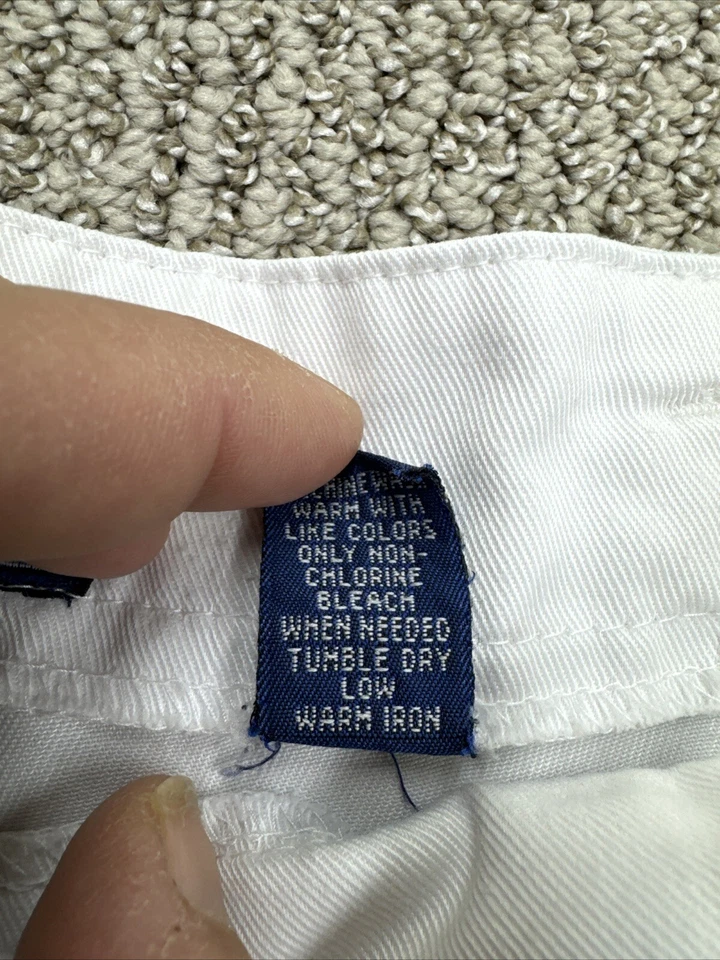 WARM WITH
LIKE COLORS
ONLY NON-
CHLORINE
BLEACH
WHEN NEEDED
TUMBLE DRY
LOW
WARM IRON